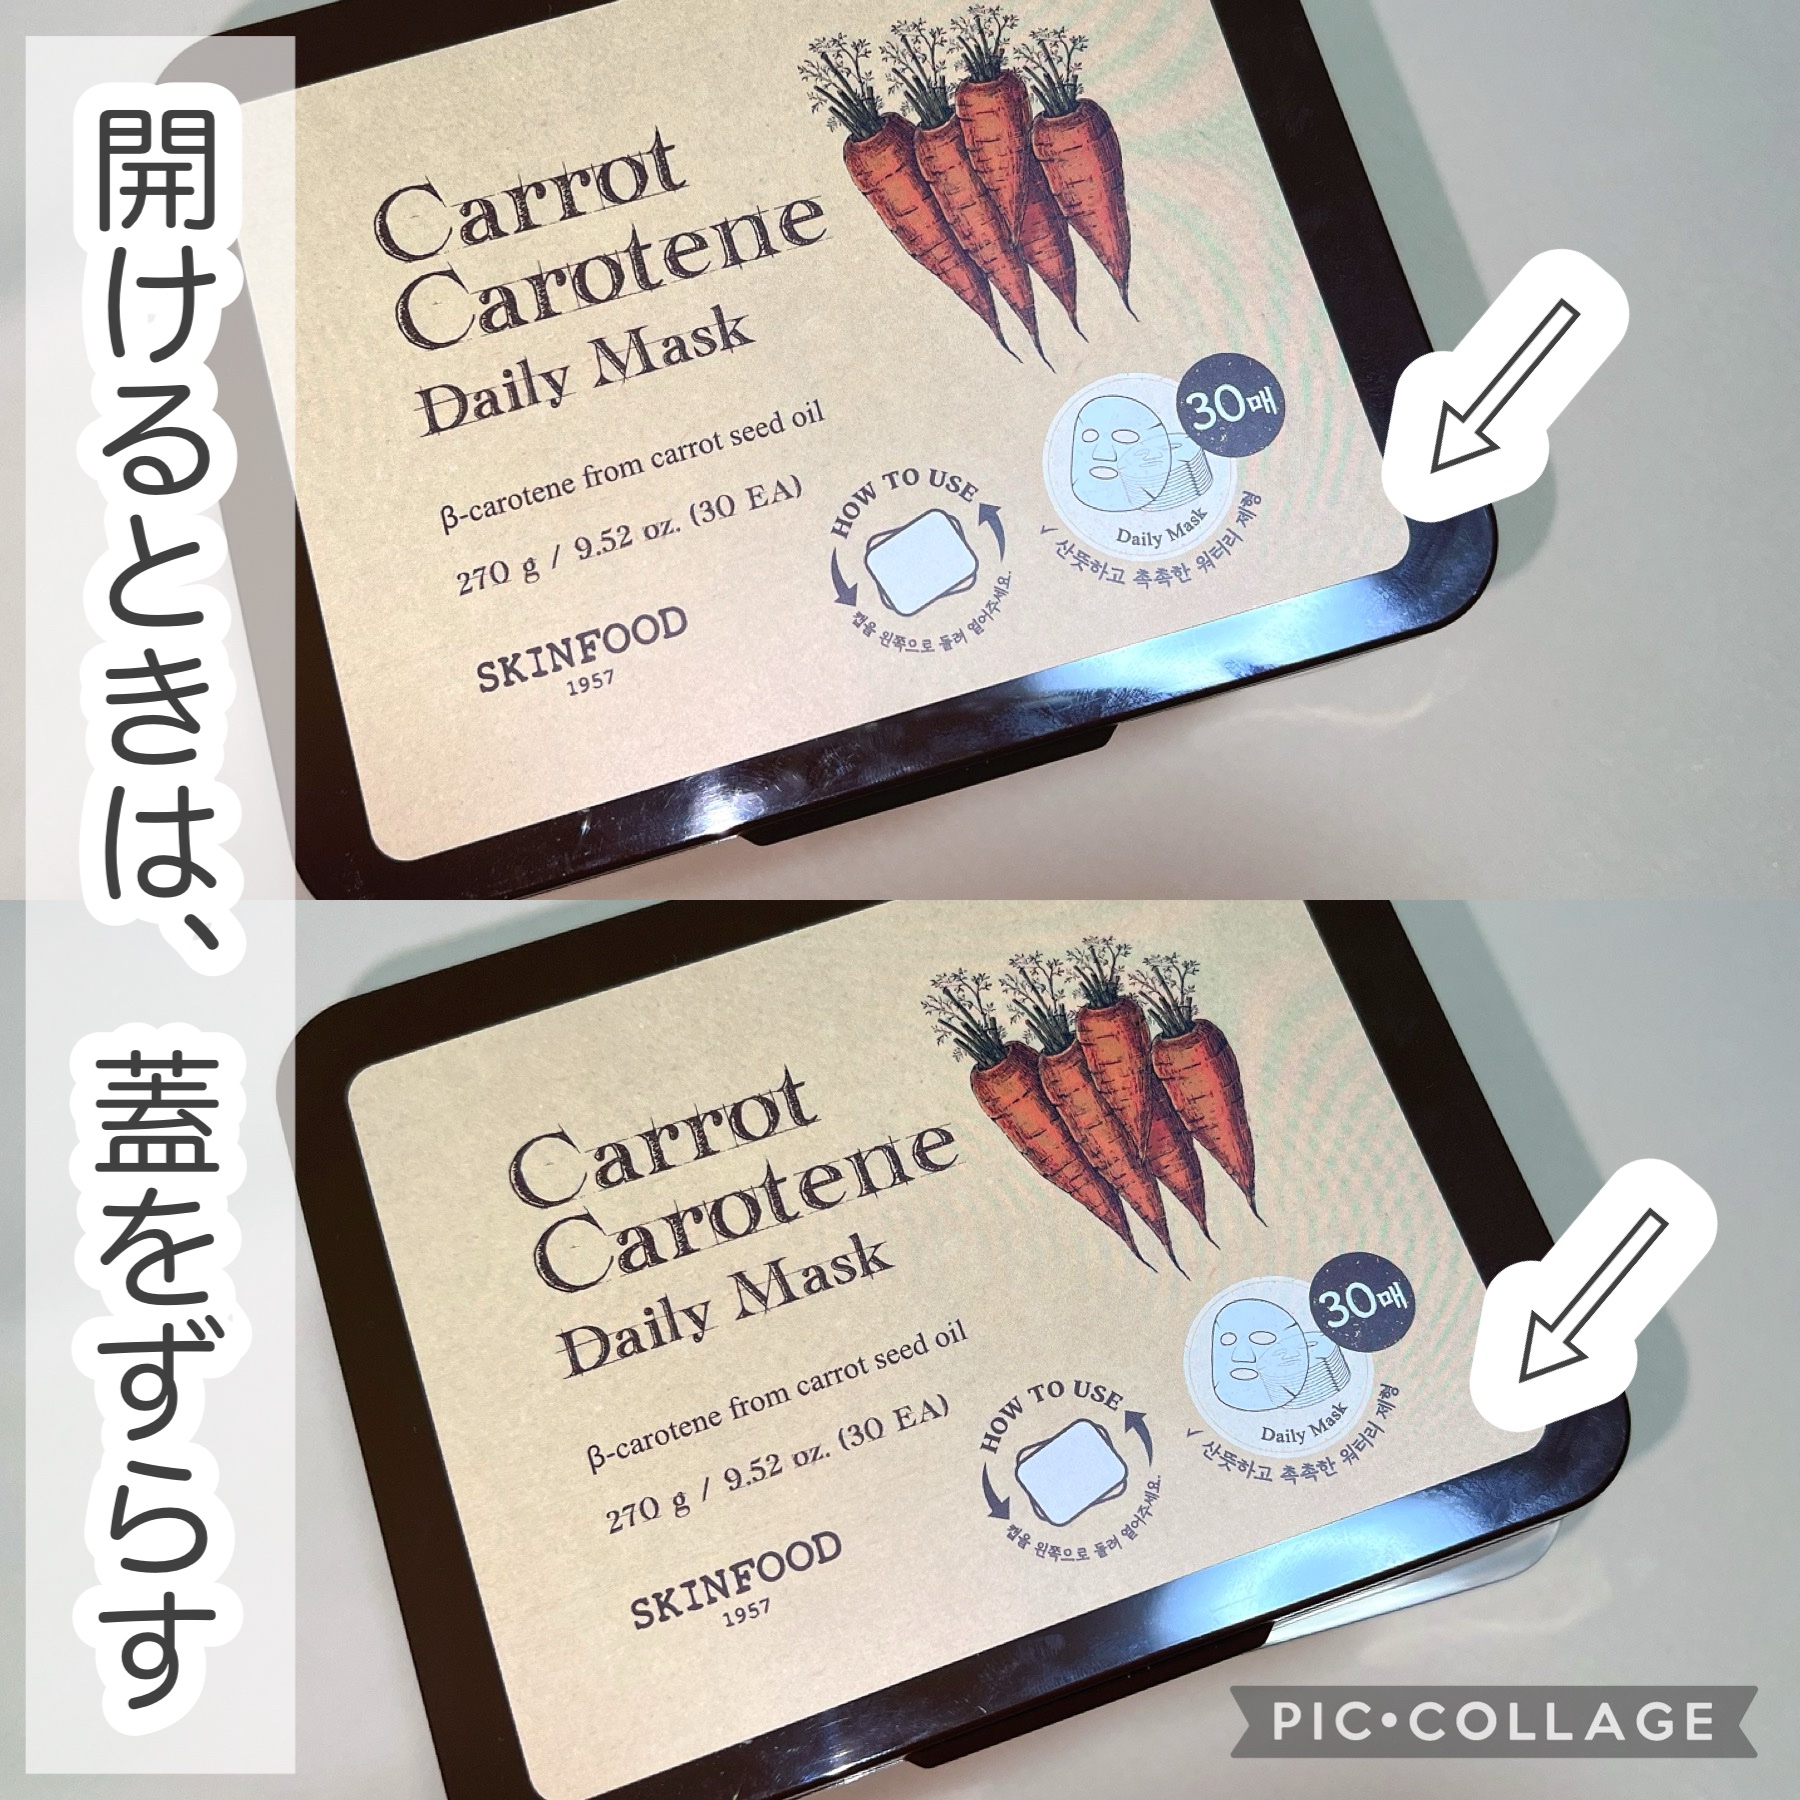 開けるときは、蓋をずらす
Carrot
Carotene
Daily Mask
β-carotene from carrot seed oil
270 g / 9.52 oz. (30 EA)
SKINFOOD
1957
HOW TO USE
캡을 왼쪽으로 돌려 열어주세요.
30매
Daily Mask
✓ 산뜻하고 촉촉한 워터리 제형
Carrot
Carotene
Daily Mask
β-carotene from carrot seed oil
270 g / 9.52 oz. (30 EA)
SKINFOOD
1957
HOW TO USE
캡을 왼쪽으로 돌려 열어주세요.
30매
Daily Mask
✓ 산뜻하고 촉촉한 워터리 제형
PIC•COLLAGE